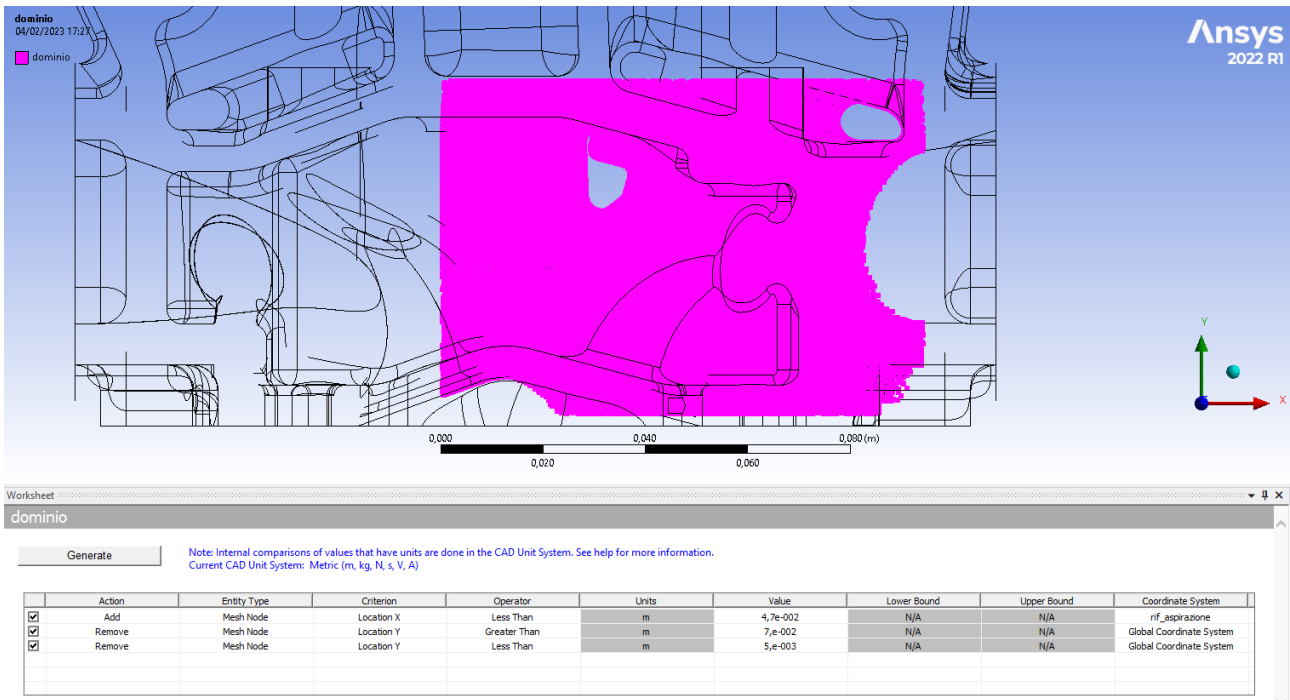 dominio
04/02/2023 17:27
dominio
Ansys
2022 R1
Y
X
0,000 0,040 0,080 (m)
0,020 0,060
Worksheet
dominio
Generate
Note: Internal comparisons of values that have units are done in the CAD Unit System. See help for more information.
Current CAD Unit System: Metric (m, kg, N, s, V, A)
Action Entity Type Criterion Operator Units Value Lower Bound Upper Bound Coordinate System
Add Mesh Node Location X Less Than m 4,7e-002 N/A N/A rif_aspirazione
Remove Mesh Node Location Y Greater Than m 7,e-002 N/A N/A Global Coordinate System
Remove Mesh Node Location Y Less Than m 5,e-003 N/A N/A Global Coordinate System